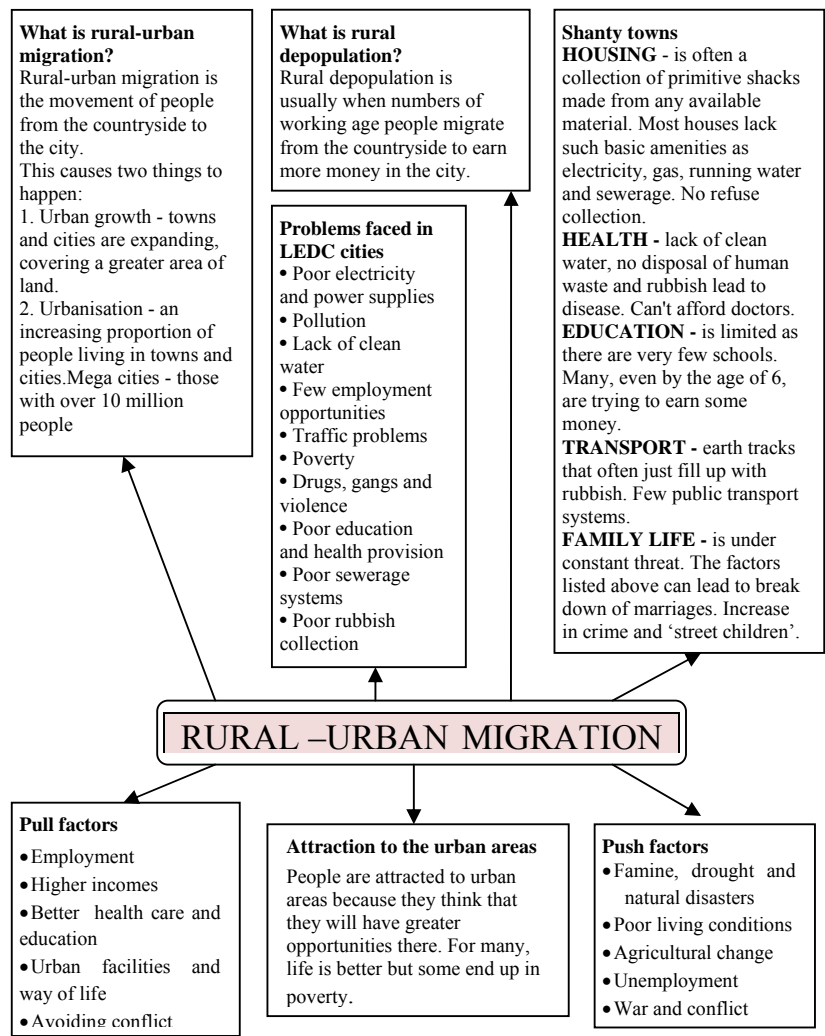 What is rural-urban
migration?
Rural-urban migration is
the movement of people
from the countryside to
the city.
This causes two things to
happen:
1. Urban growth - towns
and cities are expanding,
covering a greater area of
land.
2. Urbanisation - an
increasing proportion of
people living in towns and
cities.Mega cities - those
with over 10 million
people
What is rural
depopulation?
Rural depopulation is
usually when numbers of
working age people migrate
from the countryside to earn
more money in the city.
Problems faced in
LEDC cities
• Poor electricity
and power supplies
• Pollution
• Lack of clean
water
• Few employment
opportunities
• Traffic problems
• Poverty
• Drugs, gangs and
violence
• Poor education
and health provision
• Poor sewerage
systems
• Poor rubbish
collection
Shanty towns
HOUSING - is often a
collection of primitive shacks
made from any available
material. Most houses lack
such basic amenities as
electricity, gas, running water
and sewerage. No refuse
collection.
HEALTH - lack of clean
water, no disposal of human
waste and rubbish lead to
disease. Can't afford doctors.
EDUCATION - is limited as
there are very few schools.
Many, even by the age of 6,
are trying to earn some
money.
TRANSPORT - earth tracks
that often just fill up with
rubbish. Few public transport
systems.
FAMILY LIFE - is under
constant threat. The factors
listed above can lead to break
down of marriages. Increase
in crime and ‘street children’.
RURAL –URBAN MIGRATION
Pull factors
• Employment
• Higher incomes
• Better health care and
education
• Urban facilities and
way of life
• Avoiding conflict
Attraction to the urban areas
People are attracted to urban
areas because they think that
they will have greater
opportunities there. For many,
life is better but some end up in
poverty.
Push factors
• Famine, drought and
natural disasters
• Poor living conditions
• Agricultural change
• Unemployment
• War and conflict